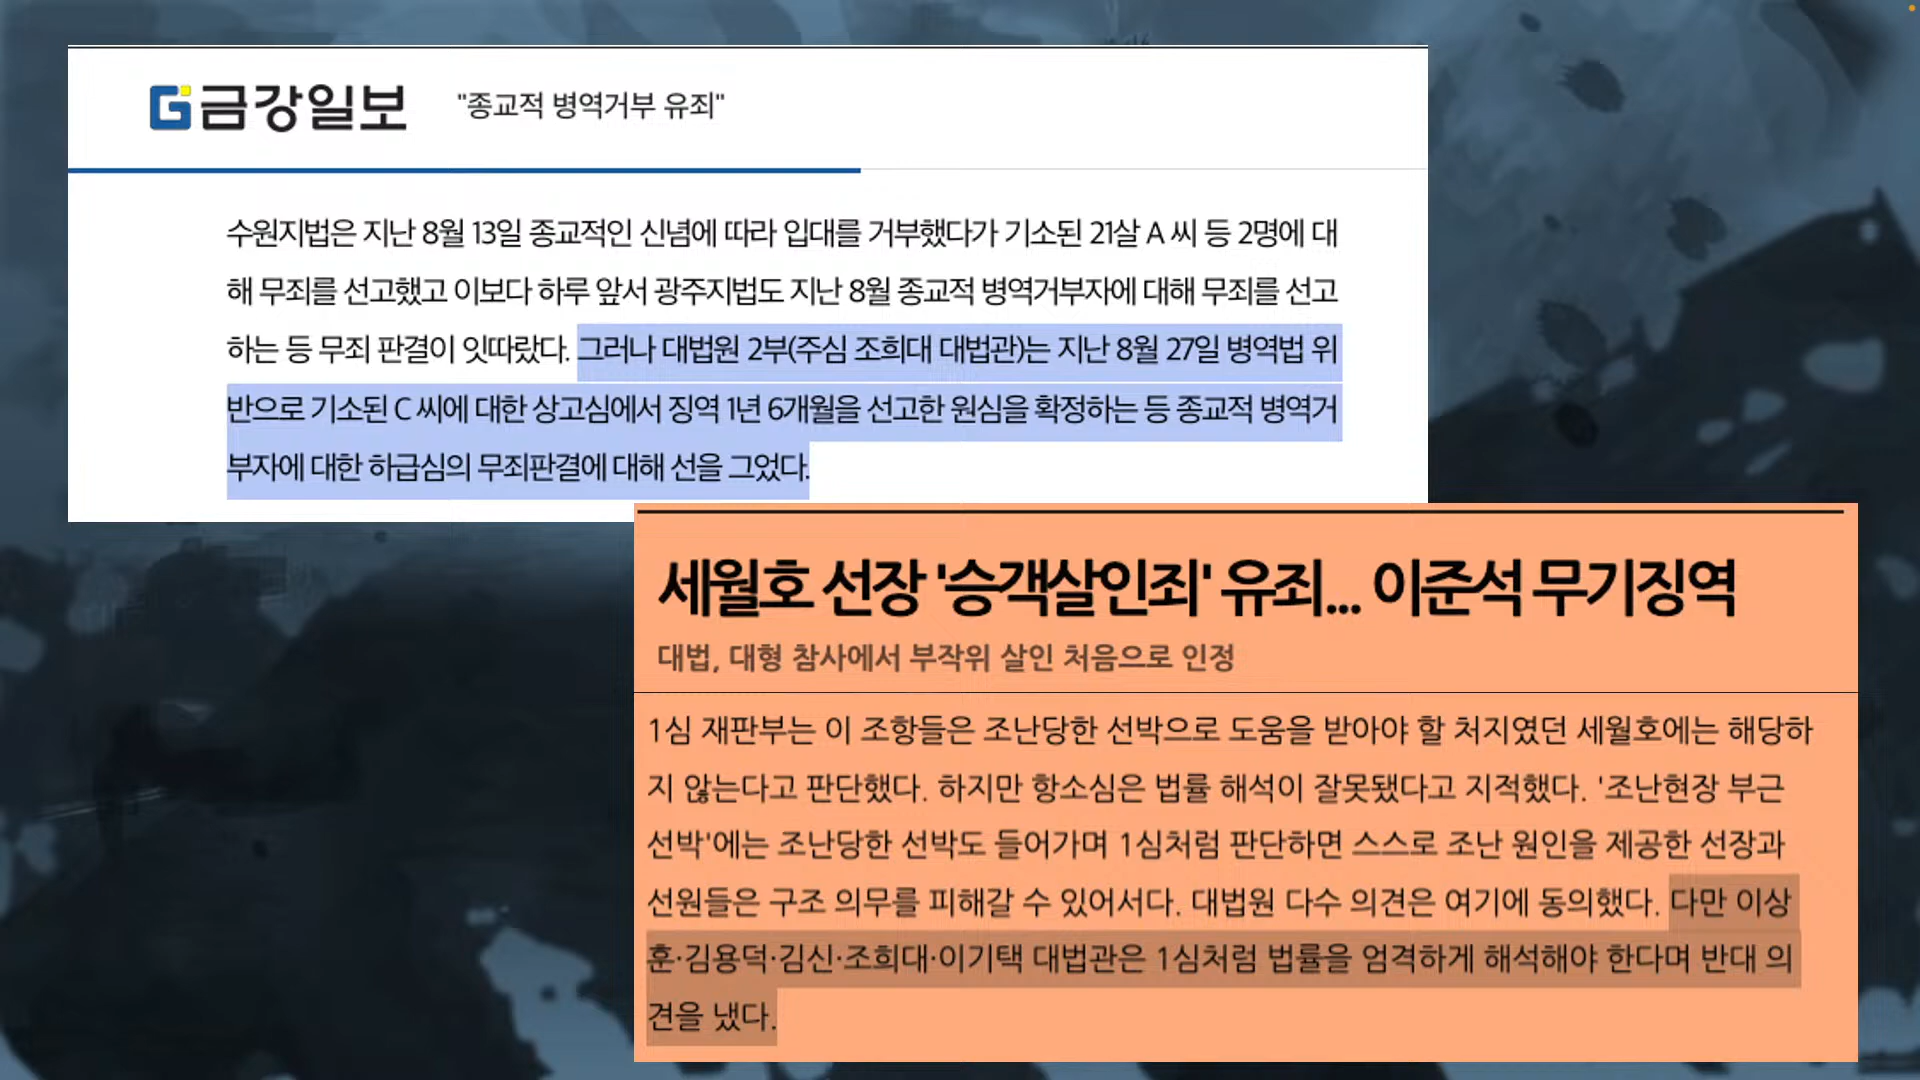 금강일보
"종교적 병역거부 유죄"
수원지법은 지난 8월 13일 종교적인 신념에 따라 입대를 거부했다가 기소된 21살 A 씨 등 2명에 대
해 무죄를 선고했고 이보다 하루 앞서 광주지법도 지난 8월 종교적 병역거부자에 대해 무죄를 선고
하는 등 무죄 판결이 잇따랐다. 그러나 대법원 2부(주심 조희대 대법관)는 지난 8월 27일 병역법 위
반으로 기소된 C 씨에 대한 상고심에서 징역 1년 6개월을 선고한 원심을 확정하는 등 종교적 병역거
부자에 대한 하급심의 무죄판결에 대해 선을 그었다.
세월호 선장 '승객살인죄' 유죄... 이준석 무기징역
대법, 대형 참사에서 부작위 살인 처음으로 인정
1심 재판부는 이 조항들은 조난당한 선박으로 도움을 받아야 할 처지였던 세월호에는 해당하
지 않는다고 판단했다. 하지만 항소심은 법률 해석이 잘못됐다고 지적했다. '조난현장 부근
선박'에는 조난당한 선박도 들어가며 1심처럼 판단하면 스스로 조난 원인을 제공한 선장과
선원들은 구조 의무를 피해갈 수 있어서다. 대법원 다수 의견은 여기에 동의했다. 다만 이상
훈·김용덕·김신·조희대·이기택 대법관은 1심처럼 법률을 엄격하게 해석해야 한다며 반대 의
견을 냈다.